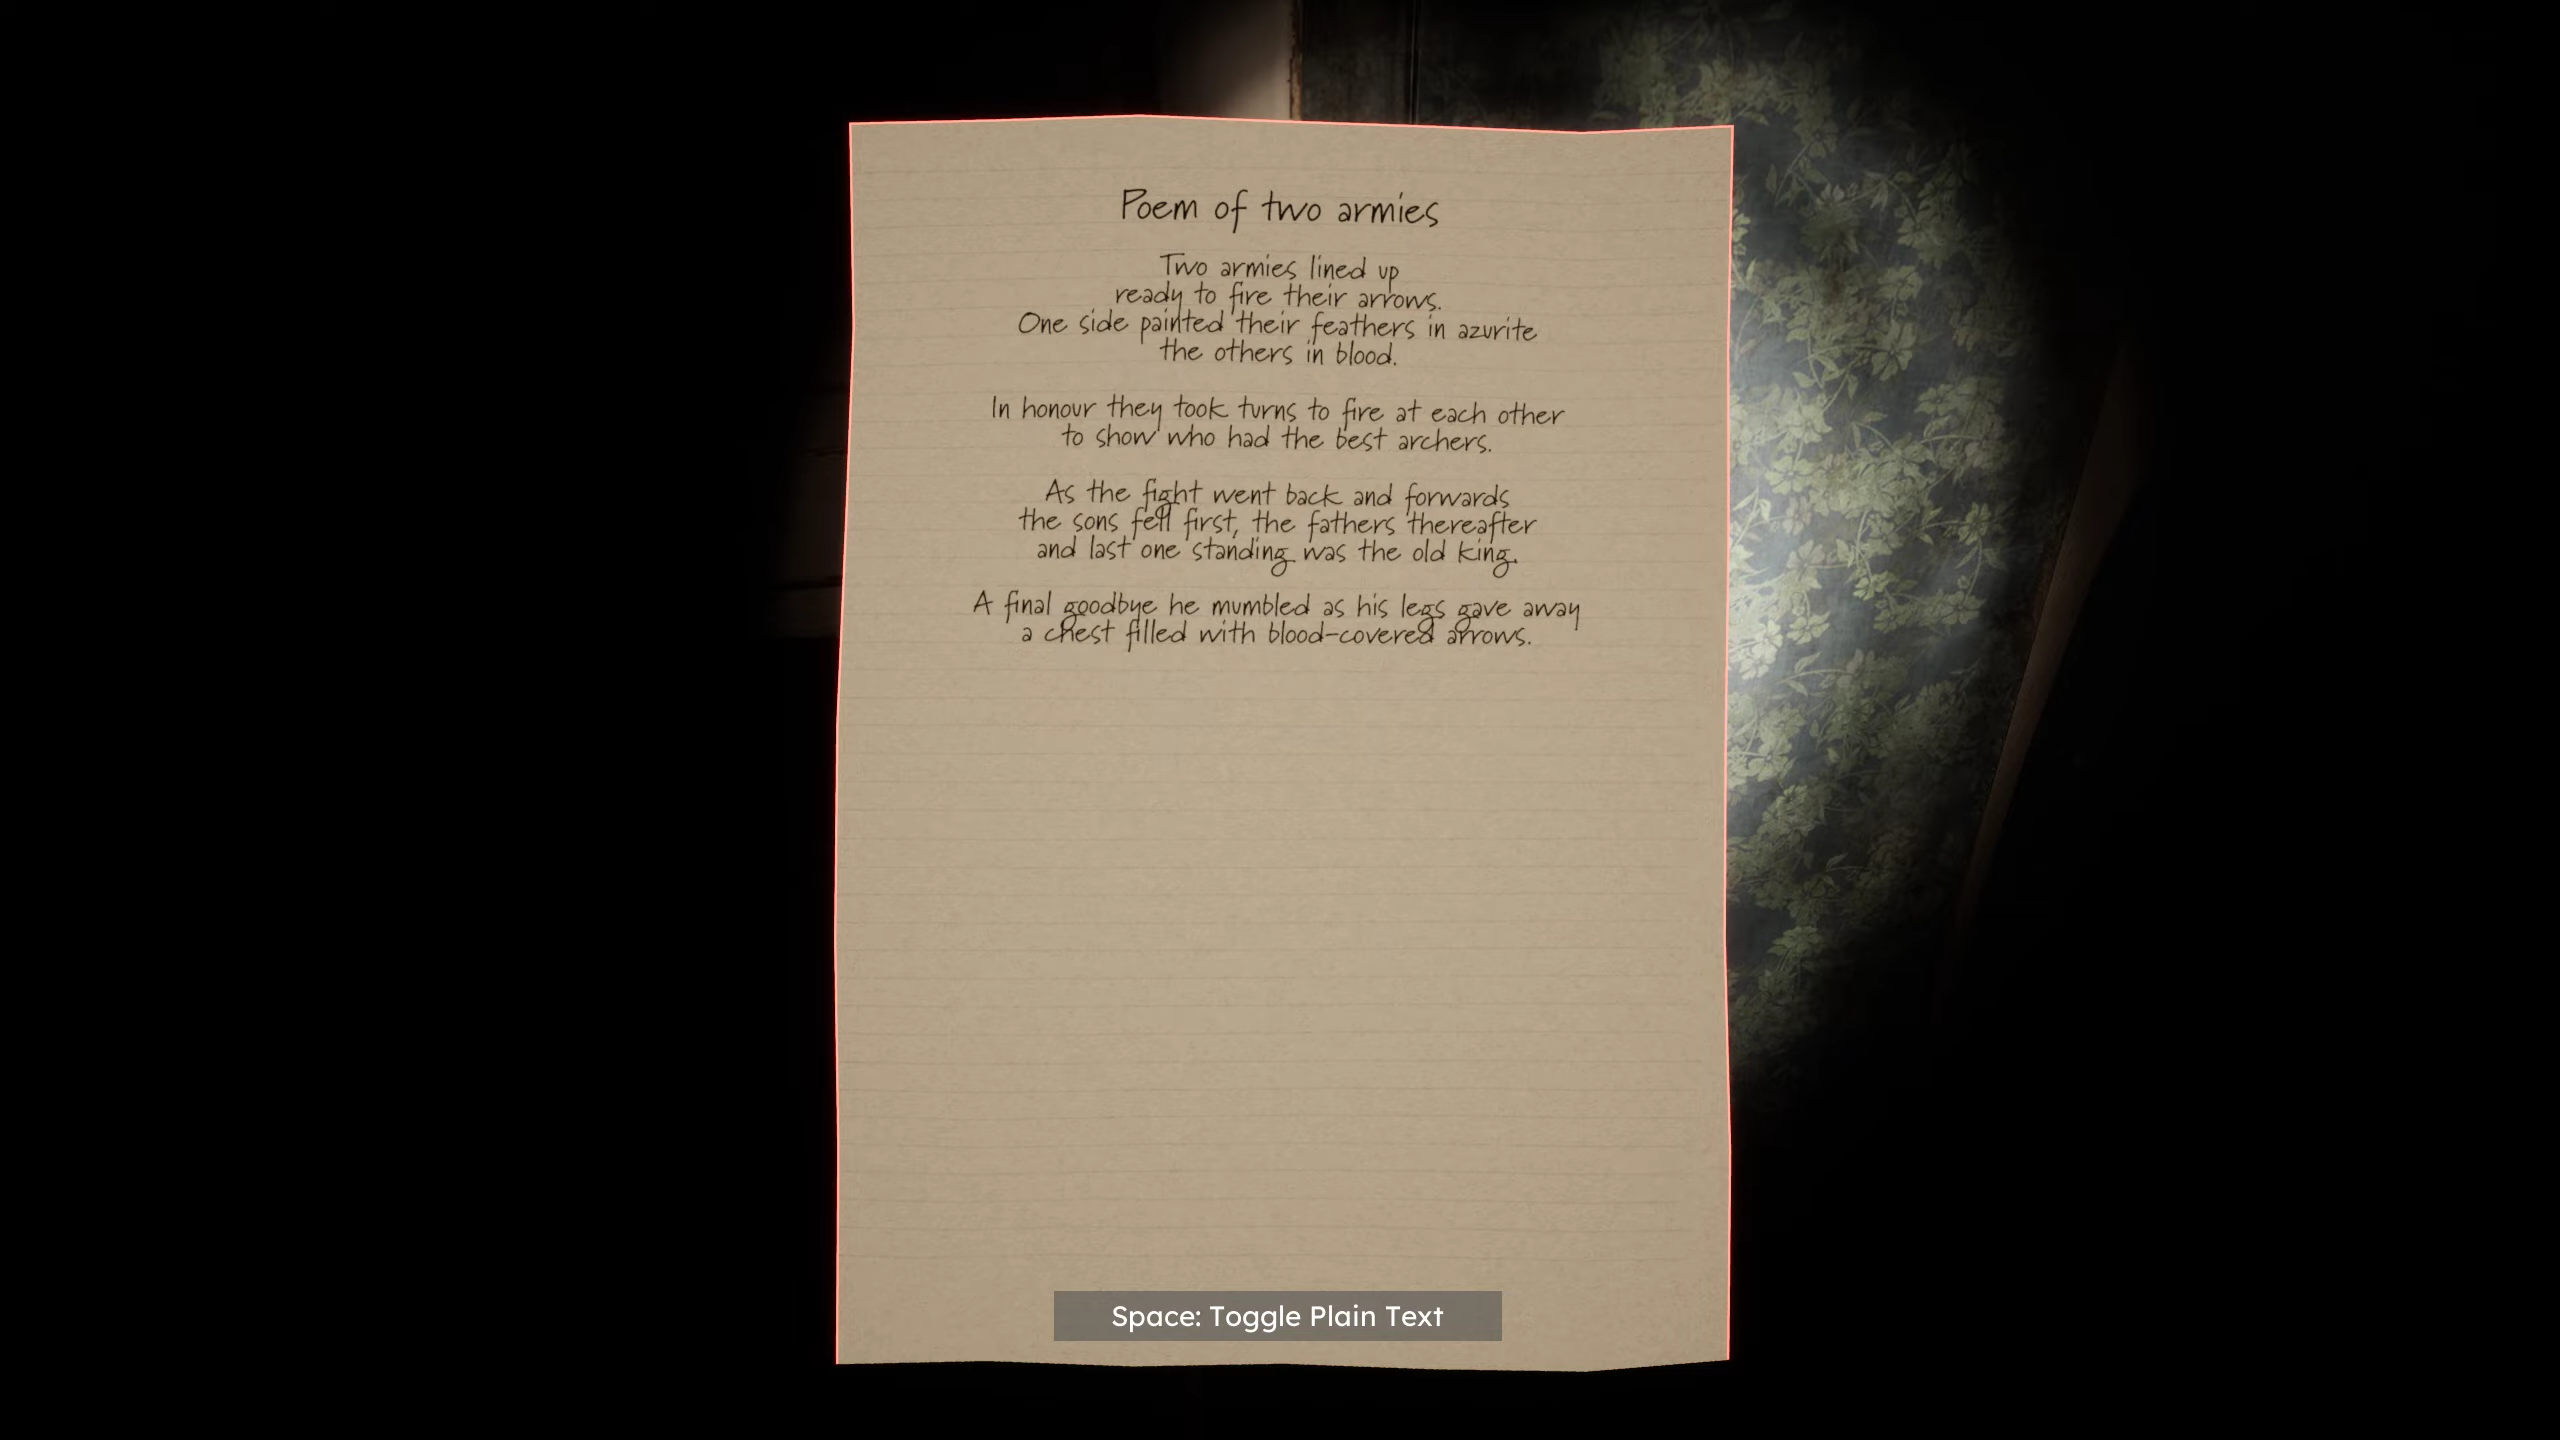 Poem of two armies
Two armies lined up
ready to fire their arrows.
One side painted their feathers in azurite
the others in blood.
In honour they took turns to fire at each other
to show who had the best archers.
As the fight went back and forwards
the sons fell first, the fathers thereafter
and last one standing was the old king.
A final goodbye he mumbled as his legs gave away
a chest filled with blood-covered arrows.
Space: Toggle Plain Text